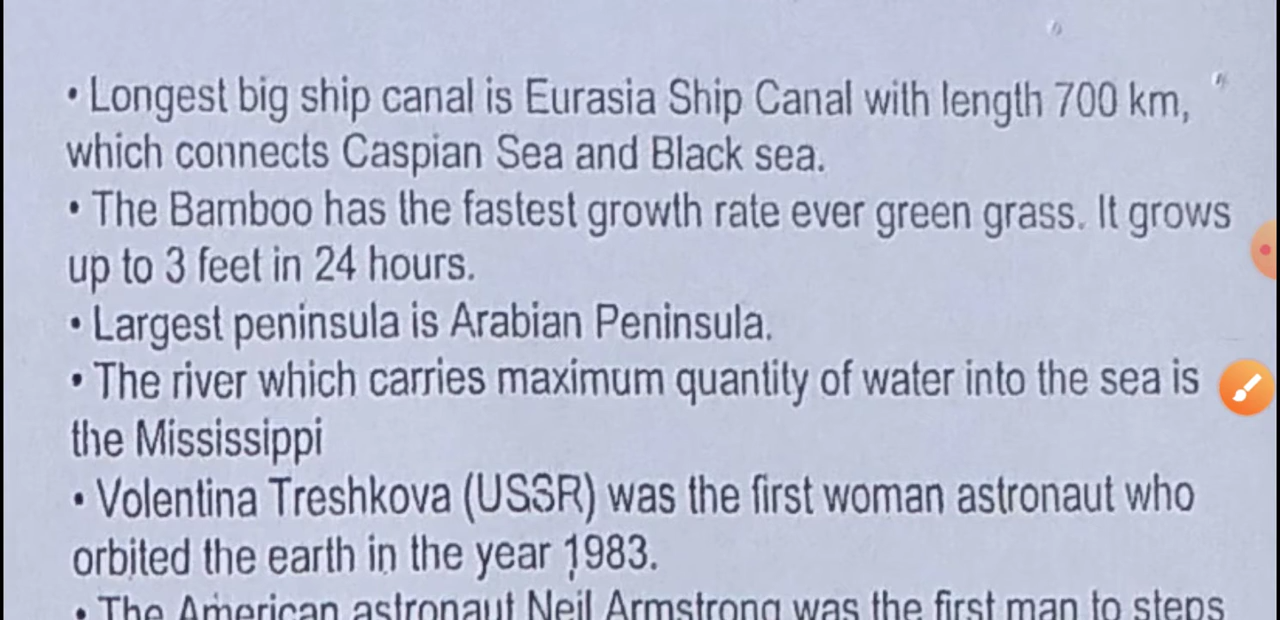 • Longest big ship canal is Eurasia Ship Canal with length 700 km,
which connects Caspian Sea and Black sea.
• The Bamboo has the fastest growth rate ever green grass. It grows
up to 3 feet in 24 hours.
• Largest peninsula is Arabian Peninsula.
• The river which carries maximum quantity of water into the sea is
the Mississippi
• Volentina Treshkova (USSR) was the first woman astronaut who
orbited the earth in the year 1983.
• The American astronaut Neil Armstrong was the first man to steps